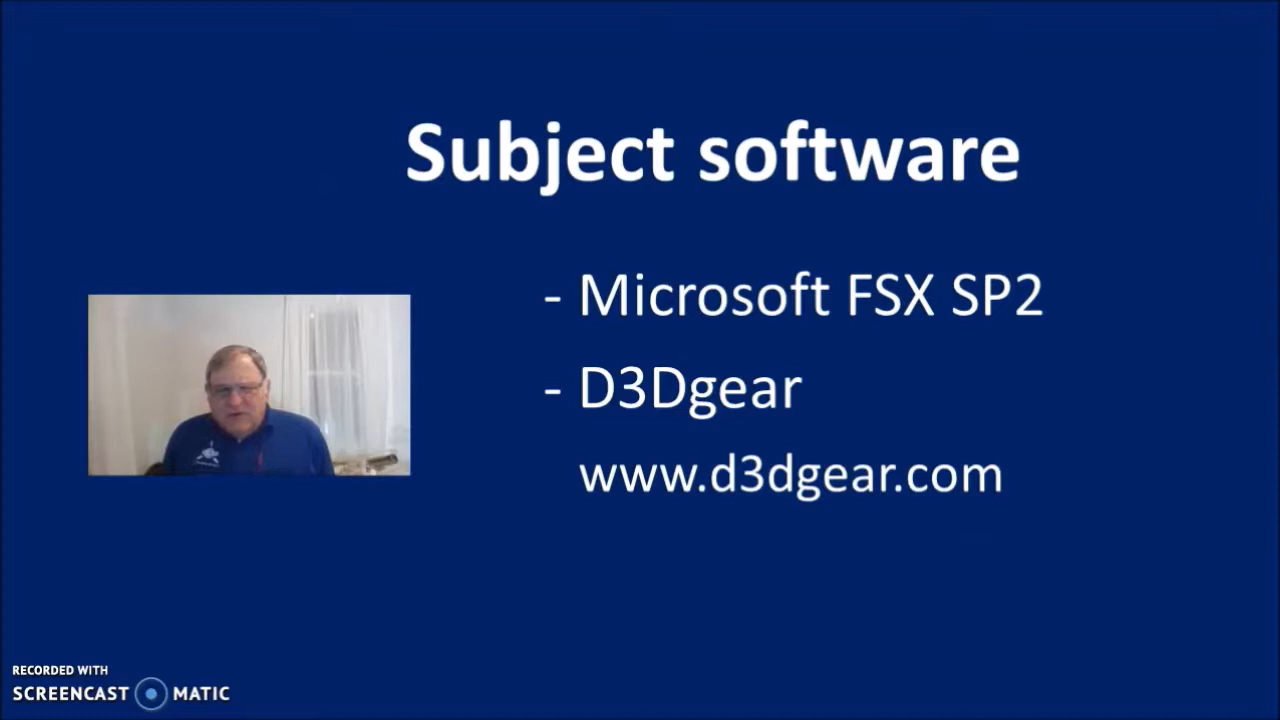 Subject software
- Microsoft FSX SP2
- D3Dgear
www.d3dgear.com
RECORDED WITH
SCREENCAST MATIC